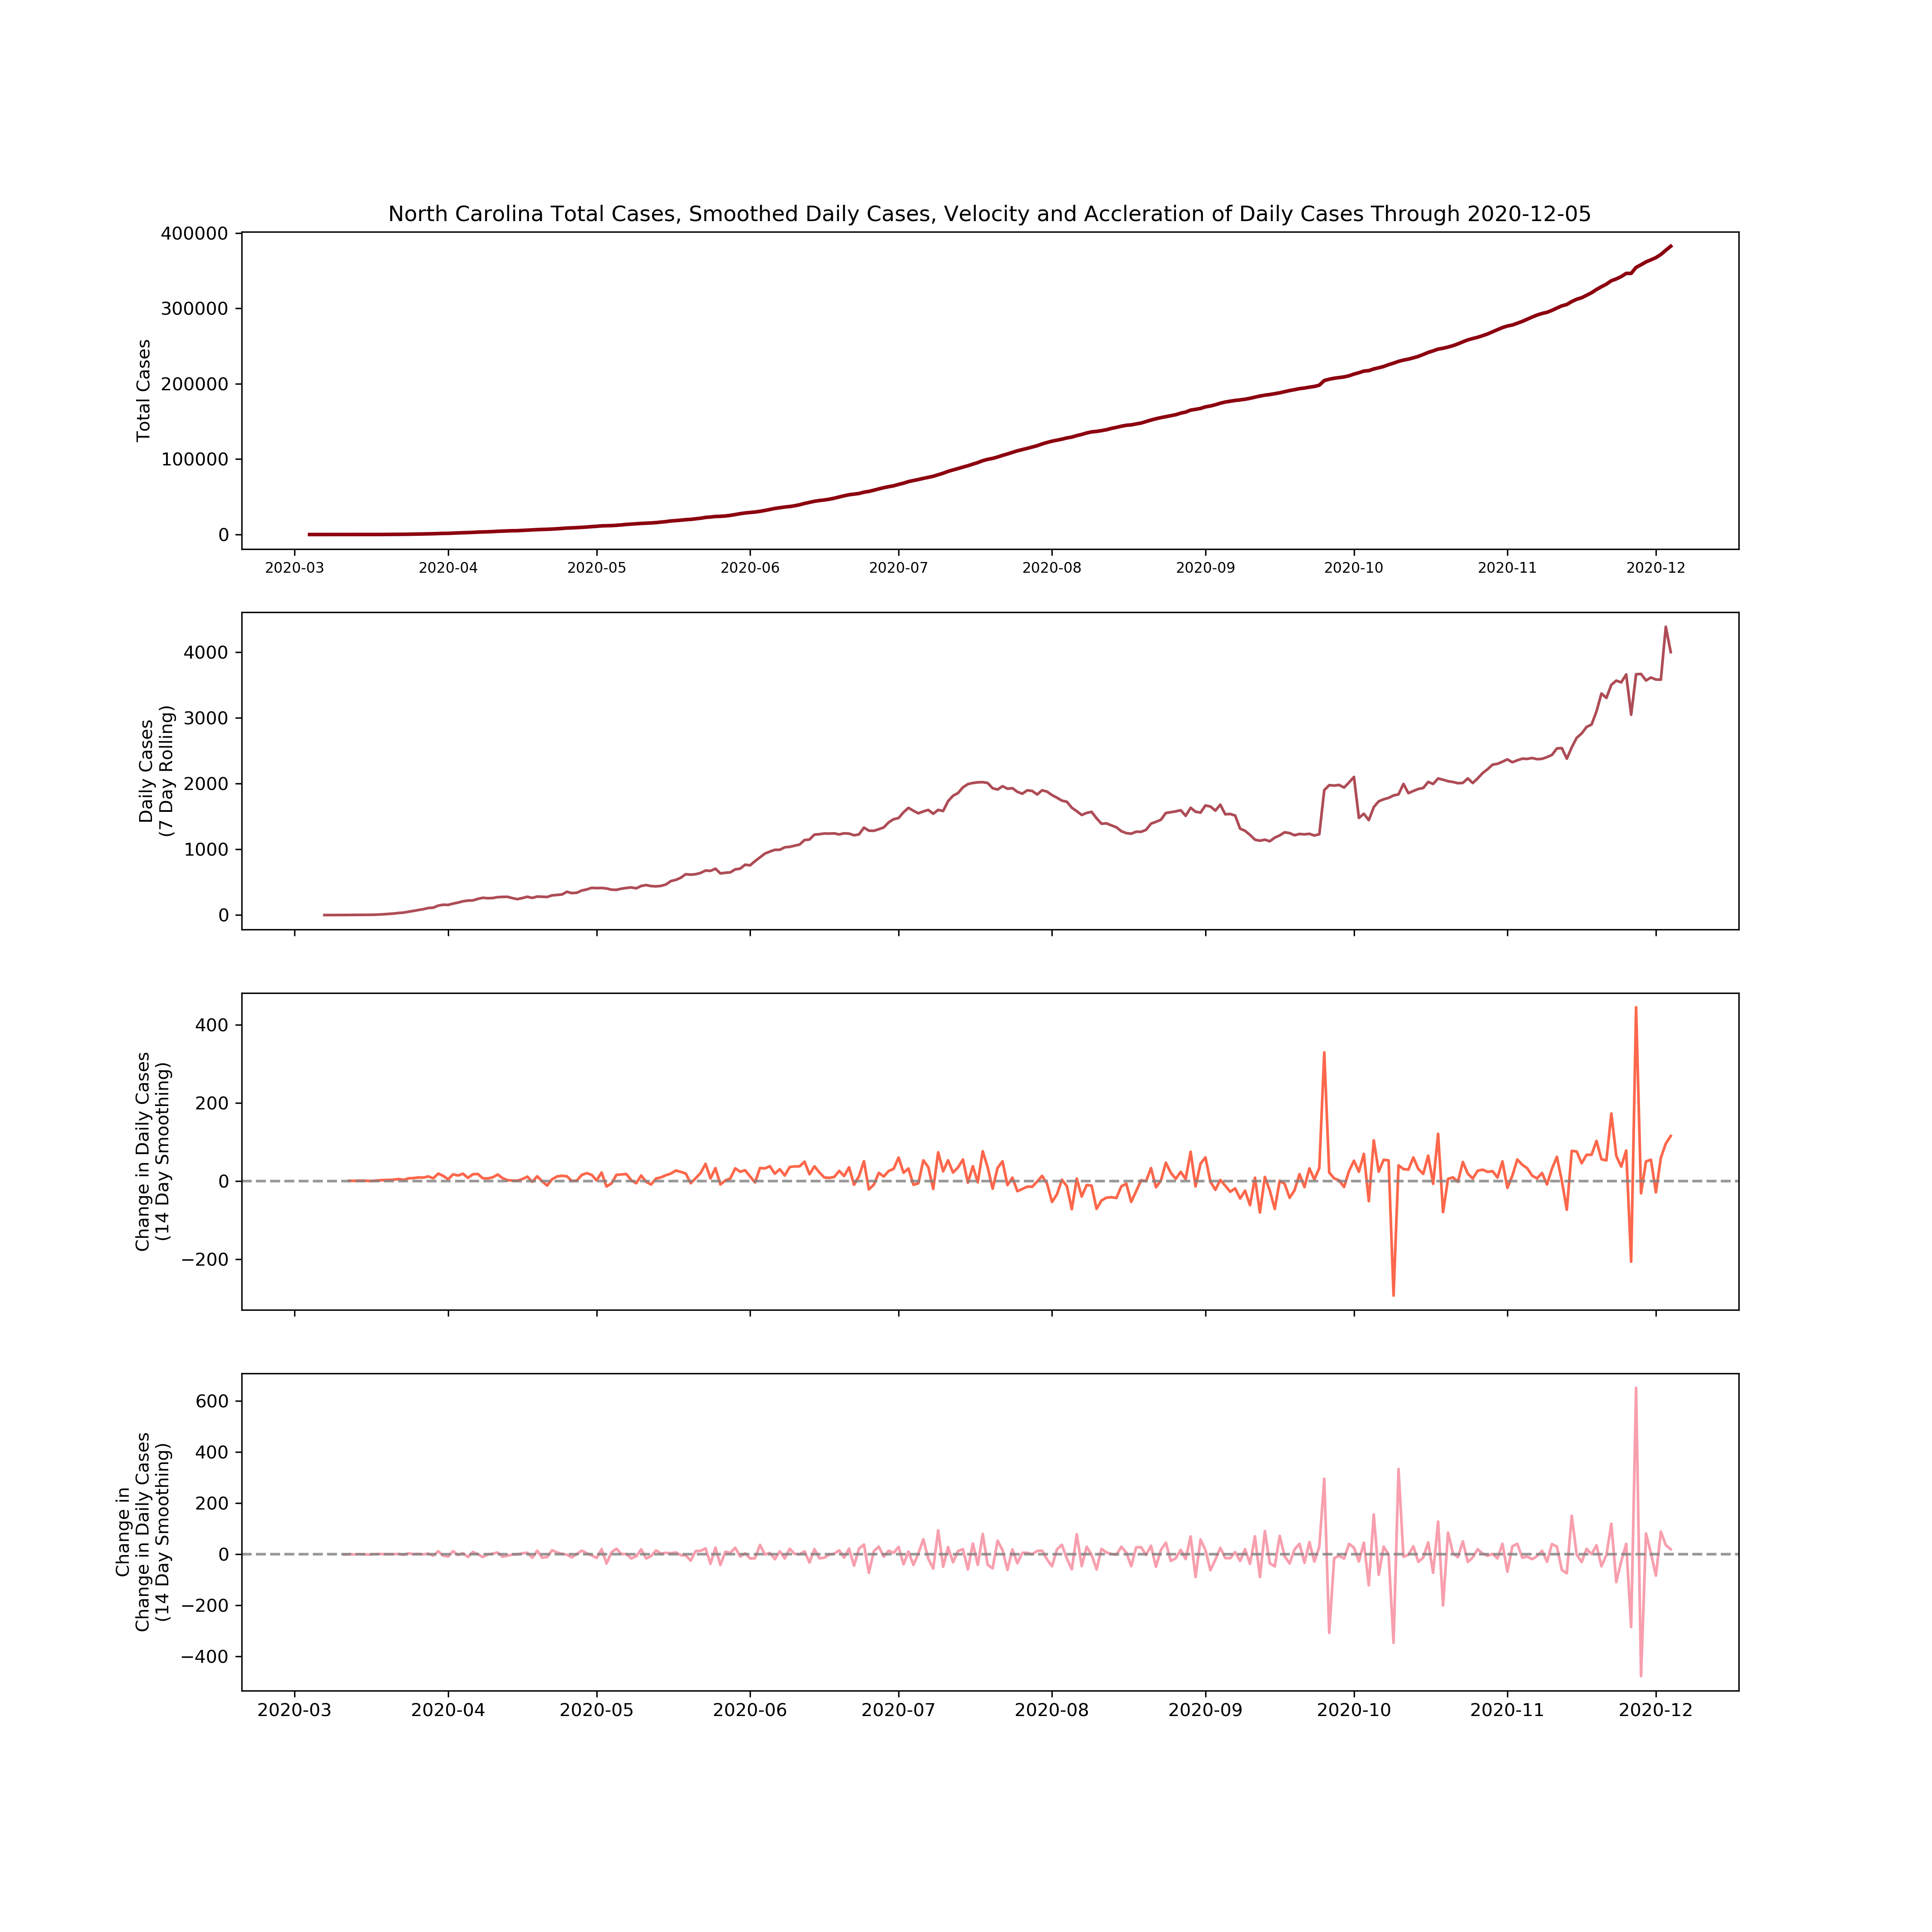 North Carolina Total Cases, Smoothed Daily Cases, Velocity and Accleration of Daily Cases Through 2020-12-05
Total Cases
400000
300000
200000
100000
0
2020-03 2020-04 2020-05 2020-06 2020-07 2020-08 2020-09 2020-10 2020-11 2020-12
Daily Cases
(7 Day Rolling)
4000
3000
2000
1000
0
Change in Daily Cases
(14 Day Smoothing)
400
200
0
−200
Change in
Change in Daily Cases
(14 Day Smoothing)
600
400
200
0
−200
−400
2020-03 2020-04 2020-05 2020-06 2020-07 2020-08 2020-09 2020-10 2020-11 2020-12